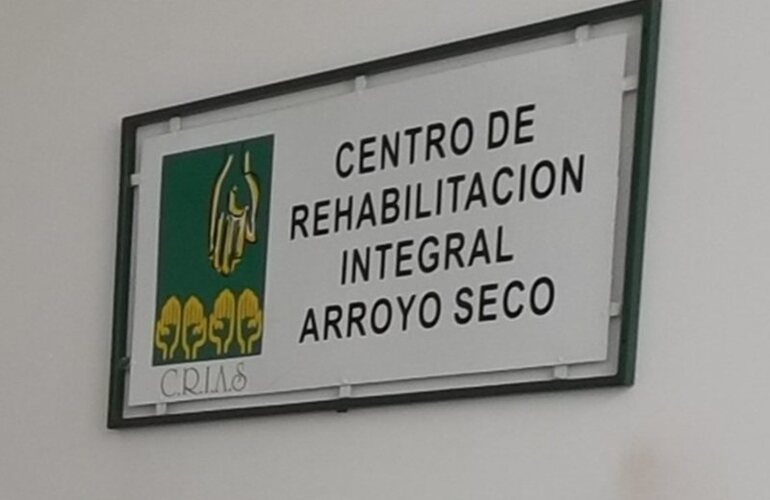 CENTRO DE
REHABILITACION
INTEGRAL
ARROYO SECO
C.R.I.A.S